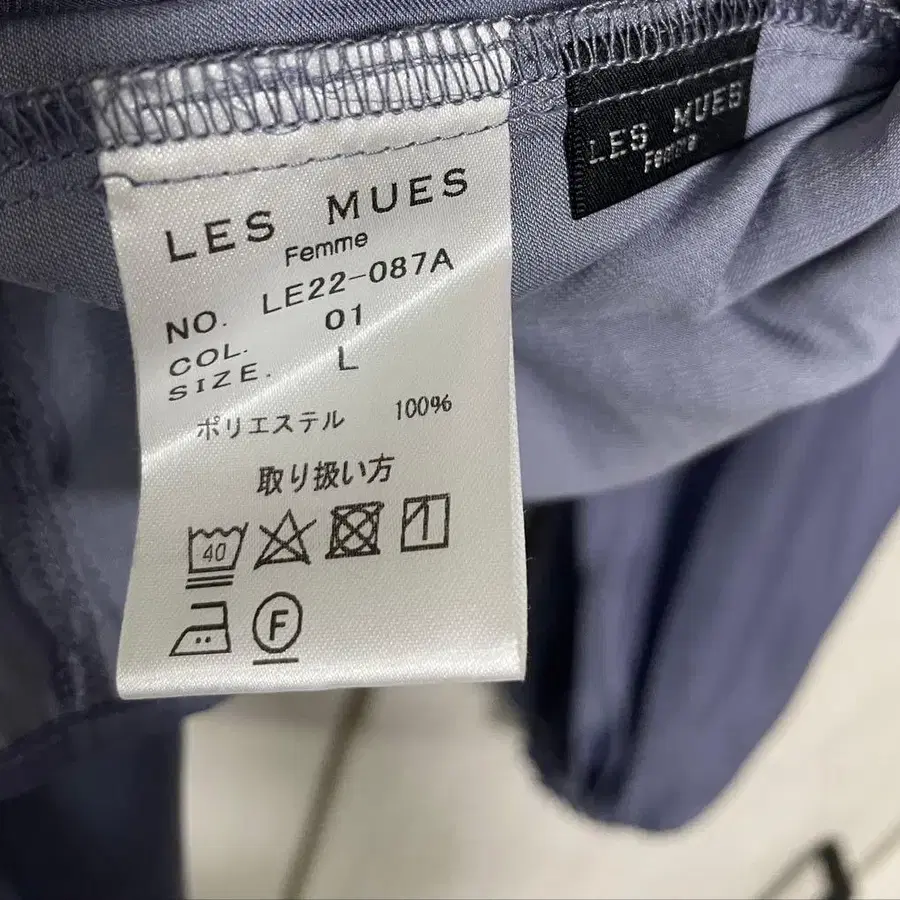 LES MUES
Femme
NO. LE22-087A
COL. 01
SIZE. L
ポリエステル 100%
取り扱い方
40
F
LES MUES
Femme